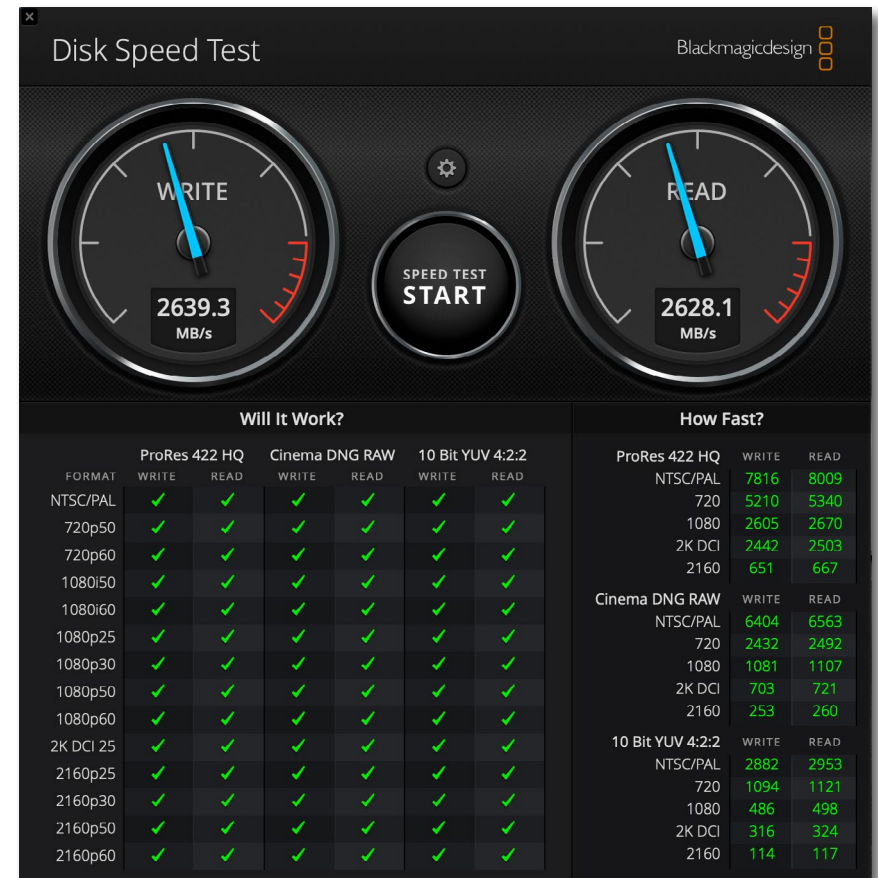 Disk Speed Test
Blackmagicdesign
WRITE
2639.3
MB/s
SPEED TEST
START
READ
2628.1
MB/s
Will It Work?
ProRes 422 HQ Cinema DNG RAW 10 Bit YUV 4:2:2
FORMAT WRITE READ WRITE READ WRITE READ
NTSC/PAL ✓ ✓ ✓ ✓ ✓ ✓
720p50 ✓ ✓ ✓ ✓ ✓ ✓
720p60 ✓ ✓ ✓ ✓ ✓ ✓
1080i50 ✓ ✓ ✓ ✓ ✓ ✓
1080i60 ✓ ✓ ✓ ✓ ✓ ✓
1080p25 ✓ ✓ ✓ ✓ ✓ ✓
1080p30 ✓ ✓ ✓ ✓ ✓ ✓
1080p50 ✓ ✓ ✓ ✓ ✓ ✓
1080p60 ✓ ✓ ✓ ✓ ✓ ✓
2K DCI 25 ✓ ✓ ✓ ✓ ✓ ✓
2160p25 ✓ ✓ ✓ ✓ ✓ ✓
2160p30 ✓ ✓ ✓ ✓ ✓ ✓
2160p50 ✓ ✓ ✓ ✓ ✓ ✓
2160p60 ✓ ✓ ✓ ✓ ✓ ✓
How Fast?
ProRes 422 HQ WRITE READ
NTSC/PAL 7816 8009
720 5210 5340
1080 2605 2670
2K DCI 2442 2503
2160 651 667
Cinema DNG RAW WRITE READ
NTSC/PAL 6404 6563
720 2432 2492
1080 1081 1107
2K DCI 703 721
2160 253 260
10 Bit YUV 4:2:2 WRITE READ
NTSC/PAL 2882 2953
720 1094 1121
1080 486 498
2K DCI 316 324
2160 114 117